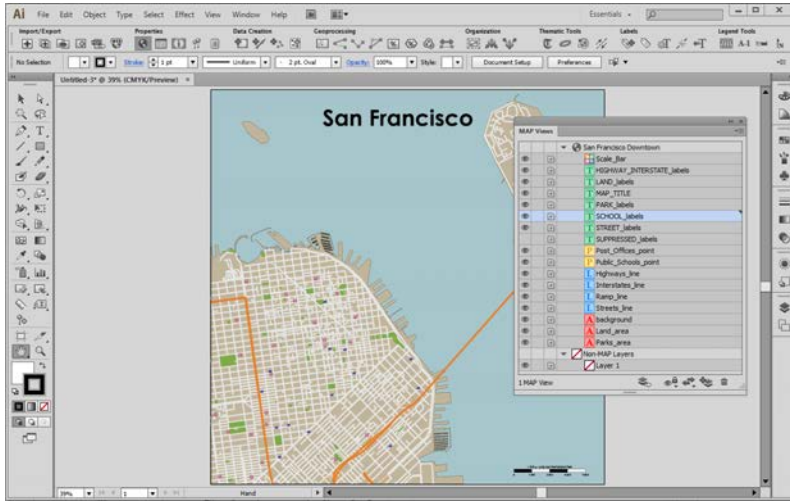 Ai File Edit Object Type Select Effect View Window Help Essentials
Import/Export Properties Data Creation Geoprocessing Organization Thematic Tools Labels Legend Tools
No Selection Stroke: 1 pt Uniform 2 pt. Oval Opacity: 100% Style: Document Setup Preferences
Untitled-3* @ 39% (CMYK/Preview) ×
San Francisco
MAP Views
San Francisco Downtown
Scale_Bar
T HIGHWAY_INTERSTATE_labels
T LAND_labels
T MAP_TITLE
T PARK_labels
T SCHOOL_labels
T STREET_labels
T SUPPRESSED_labels
P Post_Offices_point
P Public_Schools_point
L Highways_line
L Interstates_line
L Ramp_line
L Streets_line
A background
A Land_area
A Parks_area
Non-MAP Layers
Layer 1
1 MAP View
39% 1 Hand